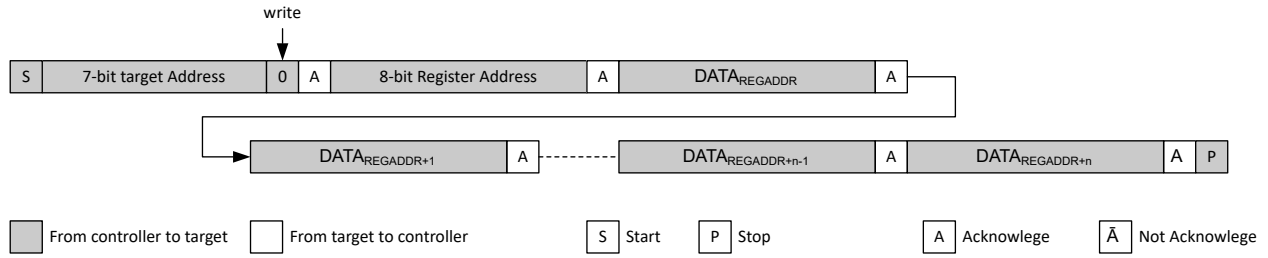 write
S 7-bit target Address 0 A 8-bit Register Address A DATAREGADDR A
DATAREGADDR+1 A DATAREGADDR+n-1 A DATAREGADDR+n A P
From controller to target From target to controller S Start P Stop A Acknowlege Ā Not Acknowlege